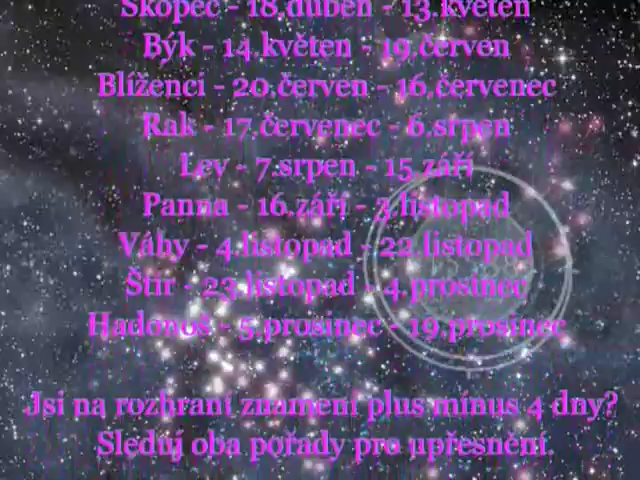 Skopec - 18.duben - 13.květen
Býk - 14.květen - 19.červen
Blíženci - 20.červen - 16.červenec
Rak - 17.červenec - 6.srpen
Lev - 7.srpen - 15.září
Panna - 16.září - 3.listopad
Váhy - 4.listopad - 22.listopad
Štír - 23.listopad - 4.prosinec
Hadonoš - 5.prosinec - 19.prosinec
Jsi na rozhraní znamení plus mínus 4 dny?
Sleduj oba pořady pro upřesnění.